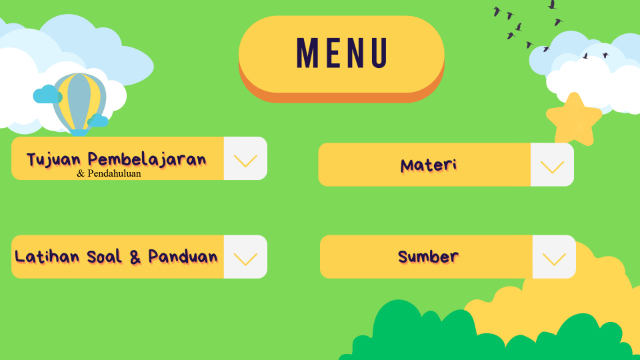 MENU
Tujuan Pembelajaran
& Pendahuluan
Materi
Latihan Soal & Panduan
Sumber